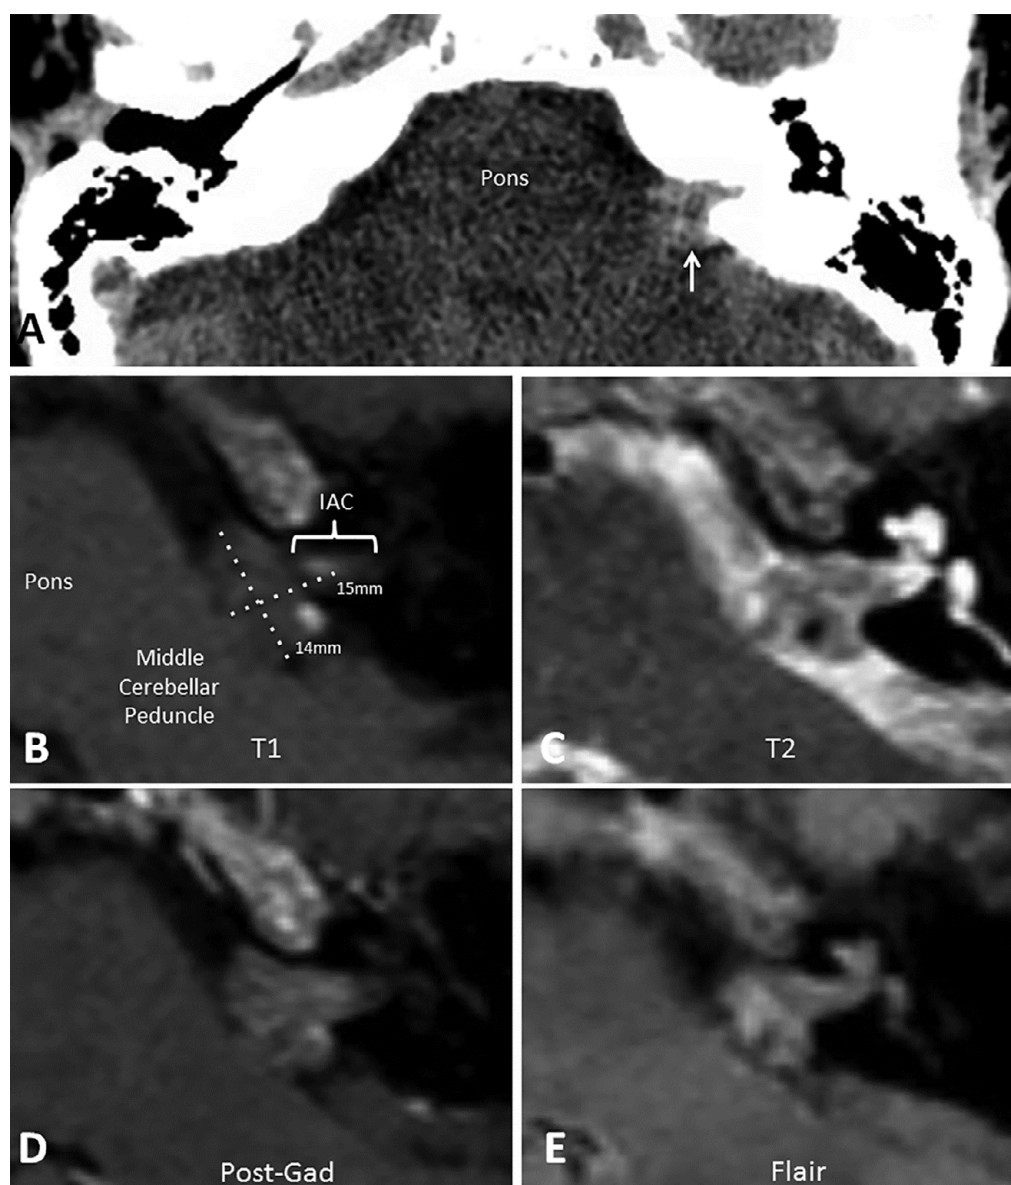 Pons
A
IAC
Pons
15mm
14mm
Middle
Cerebellar
Peduncle
B
T1
C
T2
D
Post-Gad
E
Flair